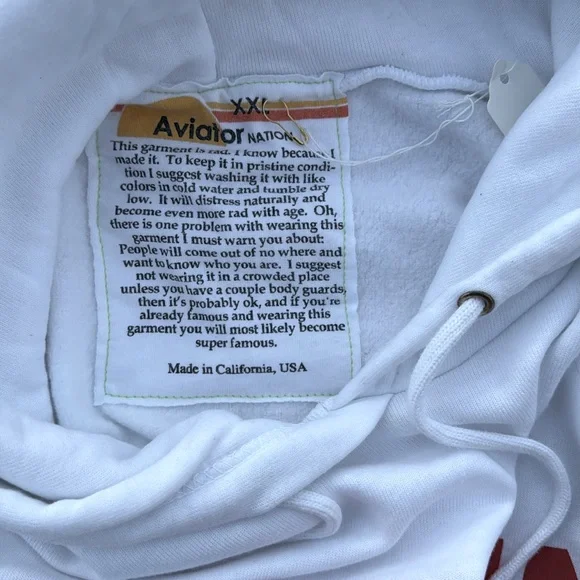 XXL
Aviator NATION
This garment is rad. I know because I
made it. To keep it in pristine condi-
tion I suggest washing it with like
colors in cold water and tumble dry
low. It will distress naturally and
become even more rad with age. Oh,
there is one problem with wearing this
garment I must warn you about:
People will come out of no where and
want to know who you are. I suggest
not wearing it in a crowded place
unless you have a couple body guards,
then it's probably ok, and if you're
already famous and wearing this
garment you will most likely become
super famous.
Made in California, USA